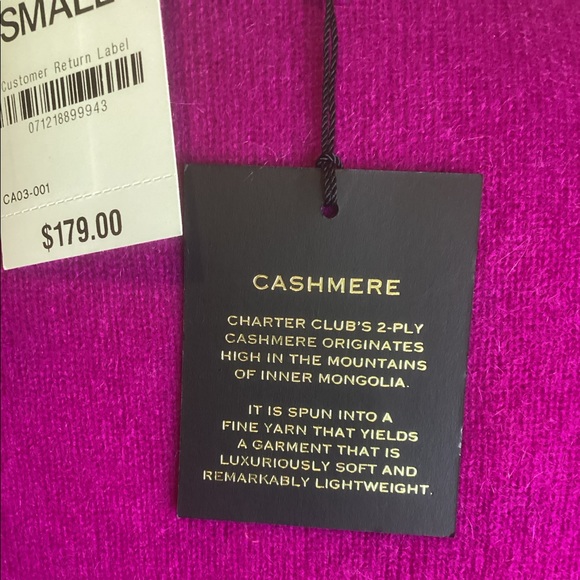 SMALL
Customer Return Label
071218899943
CA03-001
$179.00
CASHMERE
CHARTER CLUB'S 2-PLY
CASHMERE ORIGINATES
HIGH IN THE MOUNTAINS
OF INNER MONGOLIA.
IT IS SPUN INTO A
FINE YARN THAT YIELDS
A GARMENT THAT IS
LUXURIOUSLY SOFT AND
REMARKABLY LIGHTWEIGHT.